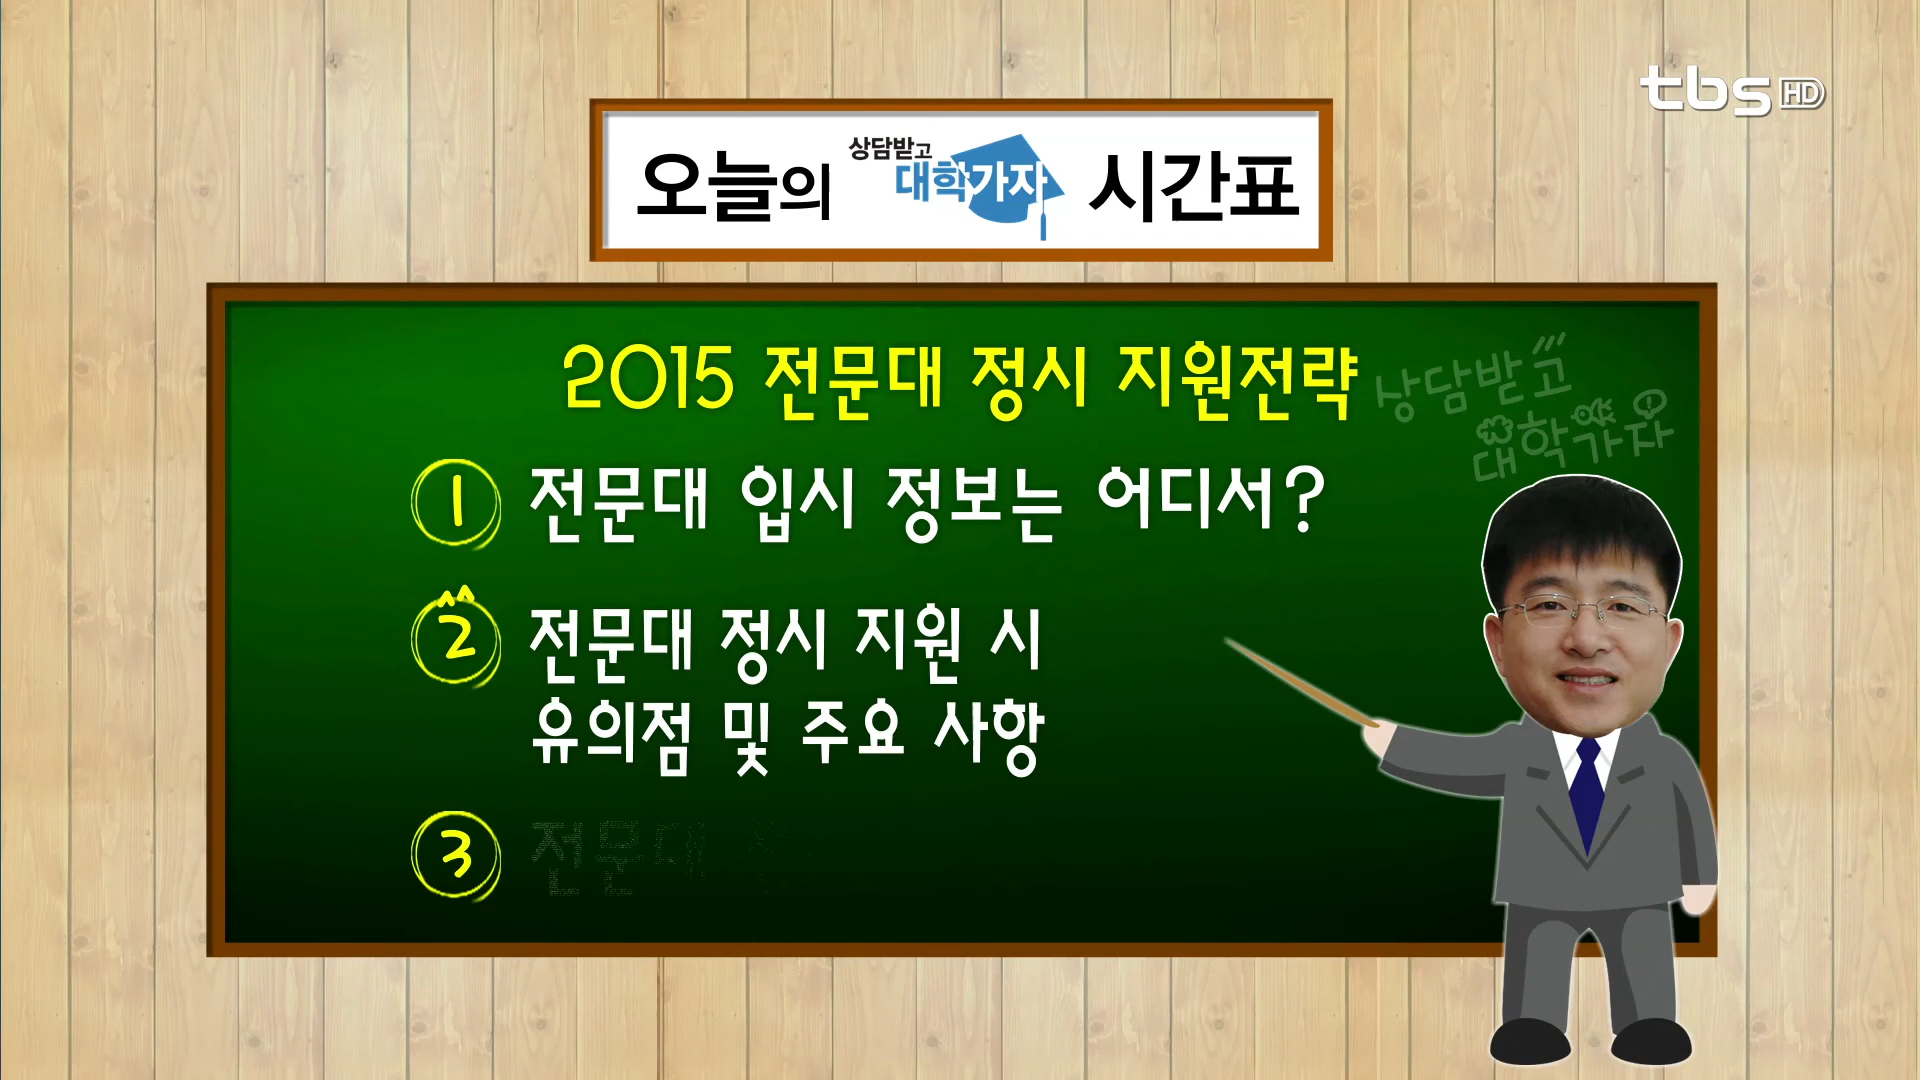 tbs HD
오늘의 상담받고 대학가자 시간표
2015 전문대 정시 지원전략
상담받고
대학가자
1 전문대 입시 정보는 어디서?
2 전문대 정시 지원 시
유의점 및 주요 사항
3 전문대